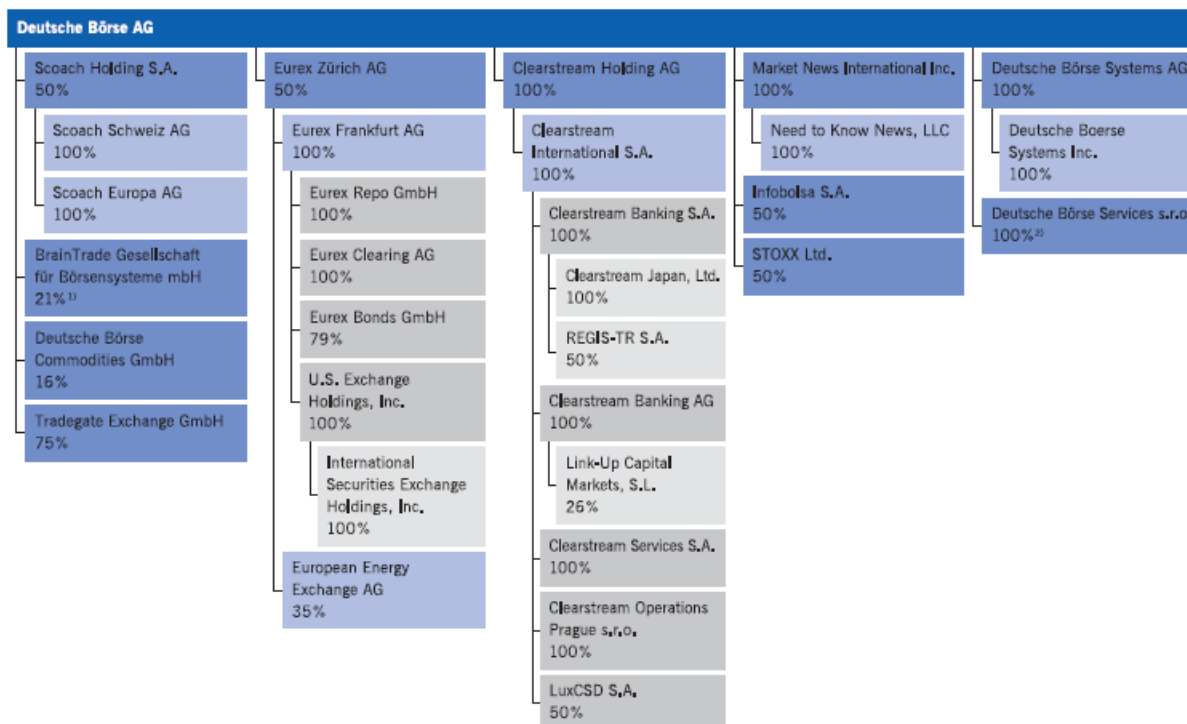 Deutsche Börse AG
Scoach Holding S.A.
50%
Scoach Schweiz AG
100%
Scoach Europa AG
100%
BrainTrade Gesellschaft
für Börsensysteme mbH
21%¹⁾
Deutsche Börse
Commodities GmbH
16%
Tradegate Exchange GmbH
75%
Eurex Zürich AG
50%
Eurex Frankfurt AG
100%
Eurex Repo GmbH
100%
Eurex Clearing AG
100%
Eurex Bonds GmbH
79%
U.S. Exchange
Holdings, Inc.
100%
International
Securities Exchange
Holdings, Inc.
100%
European Energy
Exchange AG
35%
Clearstream Holding AG
100%
Clearstream
International S.A.
100%
Clearstream Banking S.A.
100%
Clearstream Japan, Ltd.
100%
REGIS-TR S.A.
50%
Clearstream Banking AG
100%
Link-Up Capital
Markets, S.L.
26%
Clearstream Services S.A.
100%
Clearstream Operations
Prague s.r.o.
100%
LuxCSD S.A.
50%
Market News International Inc.
100%
Need to Know News, LLC
100%
Infobolsa S.A.
50%
STOXX Ltd.
50%
Deutsche Börse Systems AG
100%
Deutsche Boerse
Systems Inc.
100%
Deutsche Börse Services s.r.o
100%²⁾